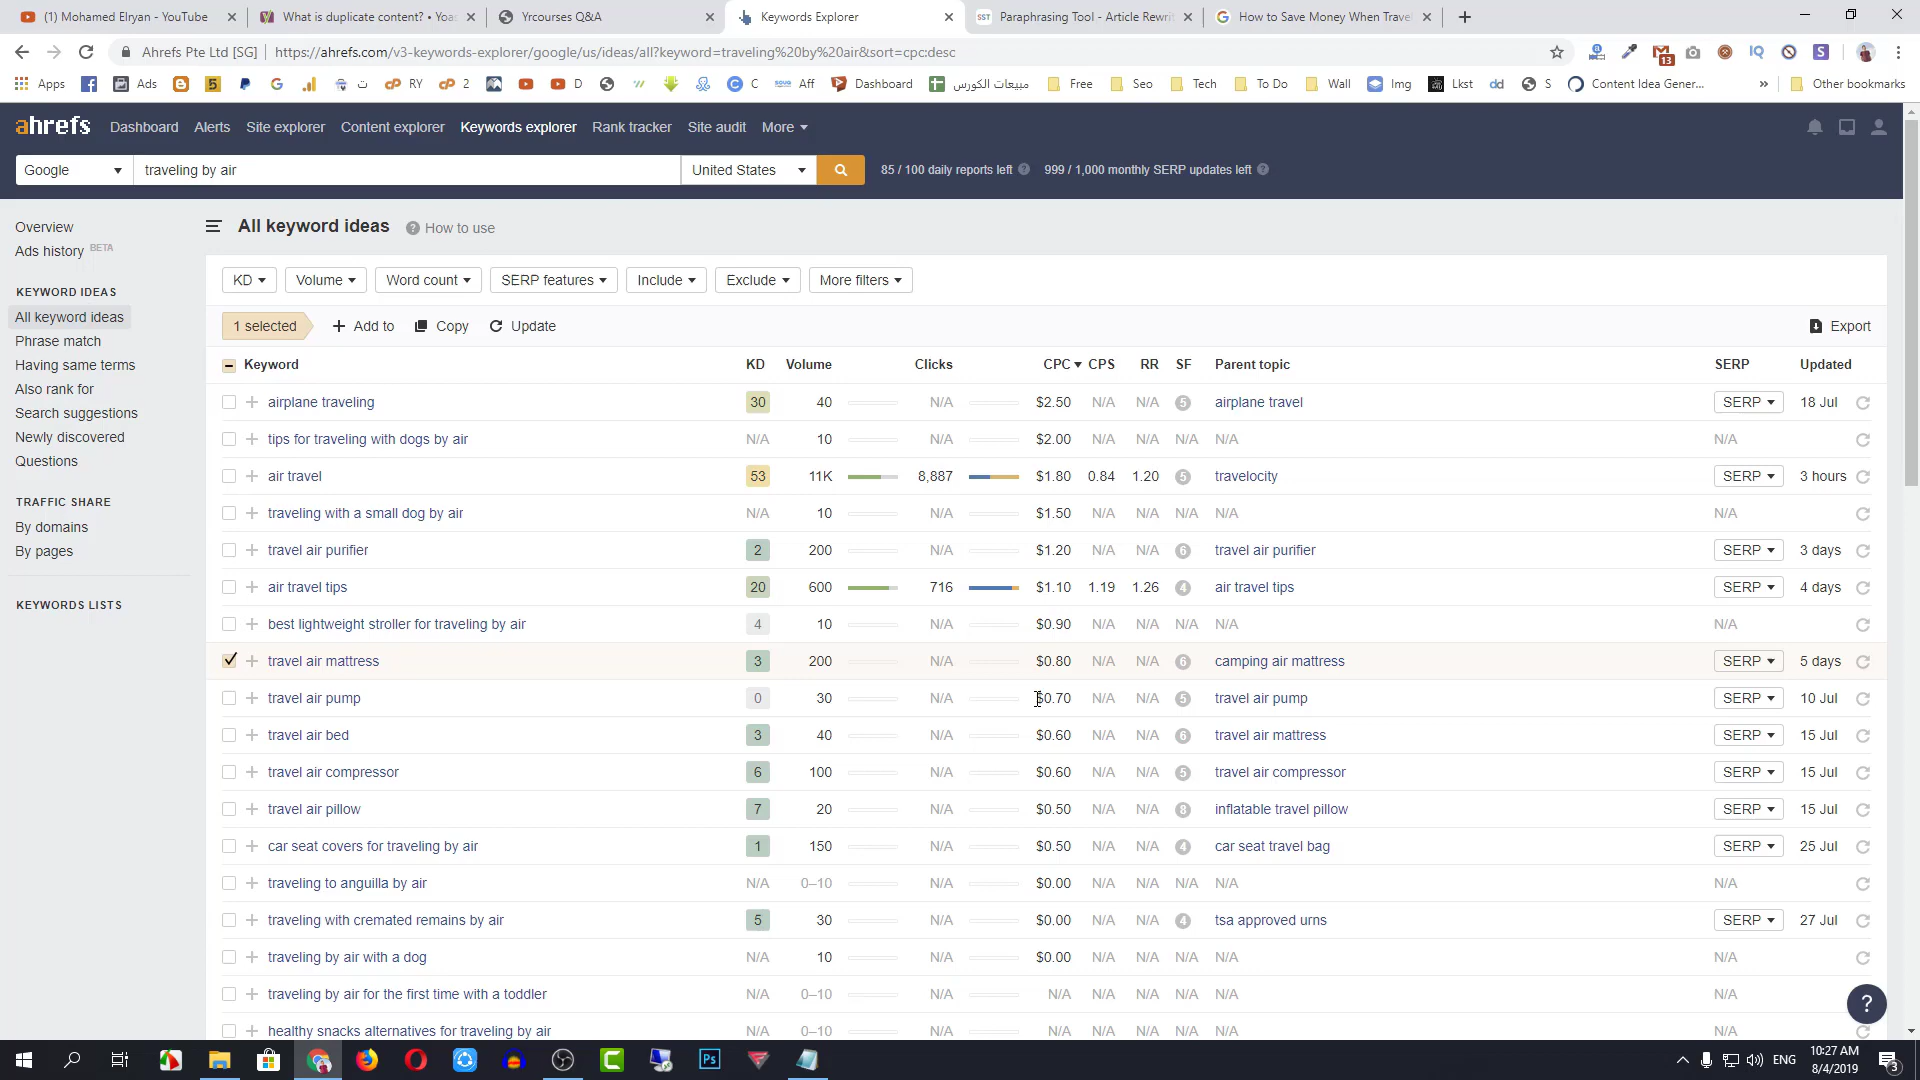 (1) Mohamed Elryan - YouTube
What is duplicate content? • Yoas
Yrcourses Q&A
Keywords Explorer
SST
Paraphrasing Tool - Article Rewrit
How to Save Money When Travel
Ahrefs Pte Ltd [SG]
https://ahrefs.com/v3-keywords-explorer/google/us/ideas/all?keyword=traveling%20by%20air&sort=cpc:desc
13
IQ
S
Apps
Ads
5
ت
cP RY
cP 2
D
C
Aff
Dashboard
مبيعات الكورس
Free
Seo
Tech
To Do
Wall
Img
Lkst
dd
S
Content Idea Gener...
»
Other bookmarks
ahrefs
Dashboard
Alerts
Site explorer
Content explorer
Keywords explorer
Rank tracker
Site audit
More
Google
traveling by air
United States
85 / 100 daily reports left
999 / 1,000 monthly SERP updates left
Overview
Ads history BETA
KEYWORD IDEAS
All keyword ideas
Phrase match
Having same terms
Also rank for
Search suggestions
Newly discovered
Questions
TRAFFIC SHARE
By domains
By pages
KEYWORDS LISTS
All keyword ideas
How to use
KD
Volume
Word count
SERP features
Include
Exclude
More filters
1 selected
+ Add to
Copy
Update
Export
Keyword KD Volume Clicks CPC CPS RR SF Parent topic SERP Updated
airplane traveling 30 40 N/A $2.50 N/A N/A 5 airplane travel SERP 18 Jul
tips for traveling with dogs by air N/A 10 N/A $2.00 N/A N/A N/A N/A N/A
air travel 53 11K 8,887 $1.80 0.84 1.20 5 travelocity SERP 3 hours
traveling with a small dog by air N/A 10 N/A $1.50 N/A N/A N/A N/A N/A
travel air purifier 2 200 N/A $1.20 N/A N/A 6 travel air purifier SERP 3 days
air travel tips 20 600 716 $1.10 1.19 1.26 4 air travel tips SERP 4 days
best lightweight stroller for traveling by air 4 10 N/A $0.90 N/A N/A N/A N/A N/A
travel air mattress 3 200 N/A $0.80 N/A N/A 6 camping air mattress SERP 5 days
travel air pump 0 30 N/A $0.70 N/A N/A 5 travel air pump SERP 10 Jul
travel air bed 3 40 N/A $0.60 N/A N/A 6 travel air mattress SERP 15 Jul
travel air compressor 6 100 N/A $0.60 N/A N/A 5 travel air compressor SERP 15 Jul
travel air pillow 7 20 N/A $0.50 N/A N/A 8 inflatable travel pillow SERP 15 Jul
car seat covers for traveling by air 1 150 N/A $0.50 N/A N/A 4 car seat travel bag SERP 25 Jul
traveling to anguilla by air N/A 0–10 N/A $0.00 N/A N/A N/A N/A N/A
traveling with cremated remains by air 5 30 N/A $0.00 N/A N/A 4 tsa approved urns SERP 27 Jul
traveling by air with a dog N/A 10 N/A $0.00 N/A N/A N/A N/A N/A
traveling by air for the first time with a toddler N/A 0–10 N/A N/A N/A N/A N/A N/A N/A
healthy snacks alternatives for traveling by air N/A 0–10 N/A N/A N/A N/A N/A N/A N/A
?
Ps
ENG
10:27 AM
8/4/2019
3